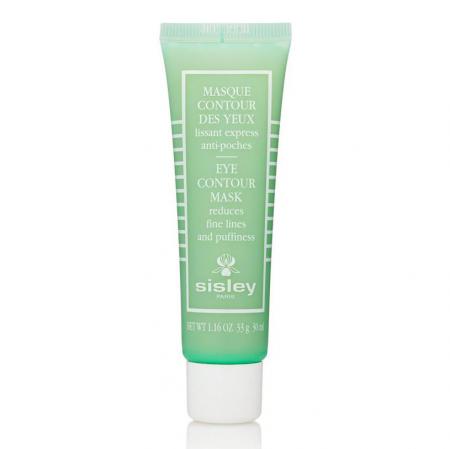 MASQUE
CONTOUR
DES YEUX
lissant express
anti-poches
EYE
CONTOUR
MASK
reduces
fine lines
and puffiness
sisley
PARIS
NET WT 1.16 OZ 33 g 30 ml